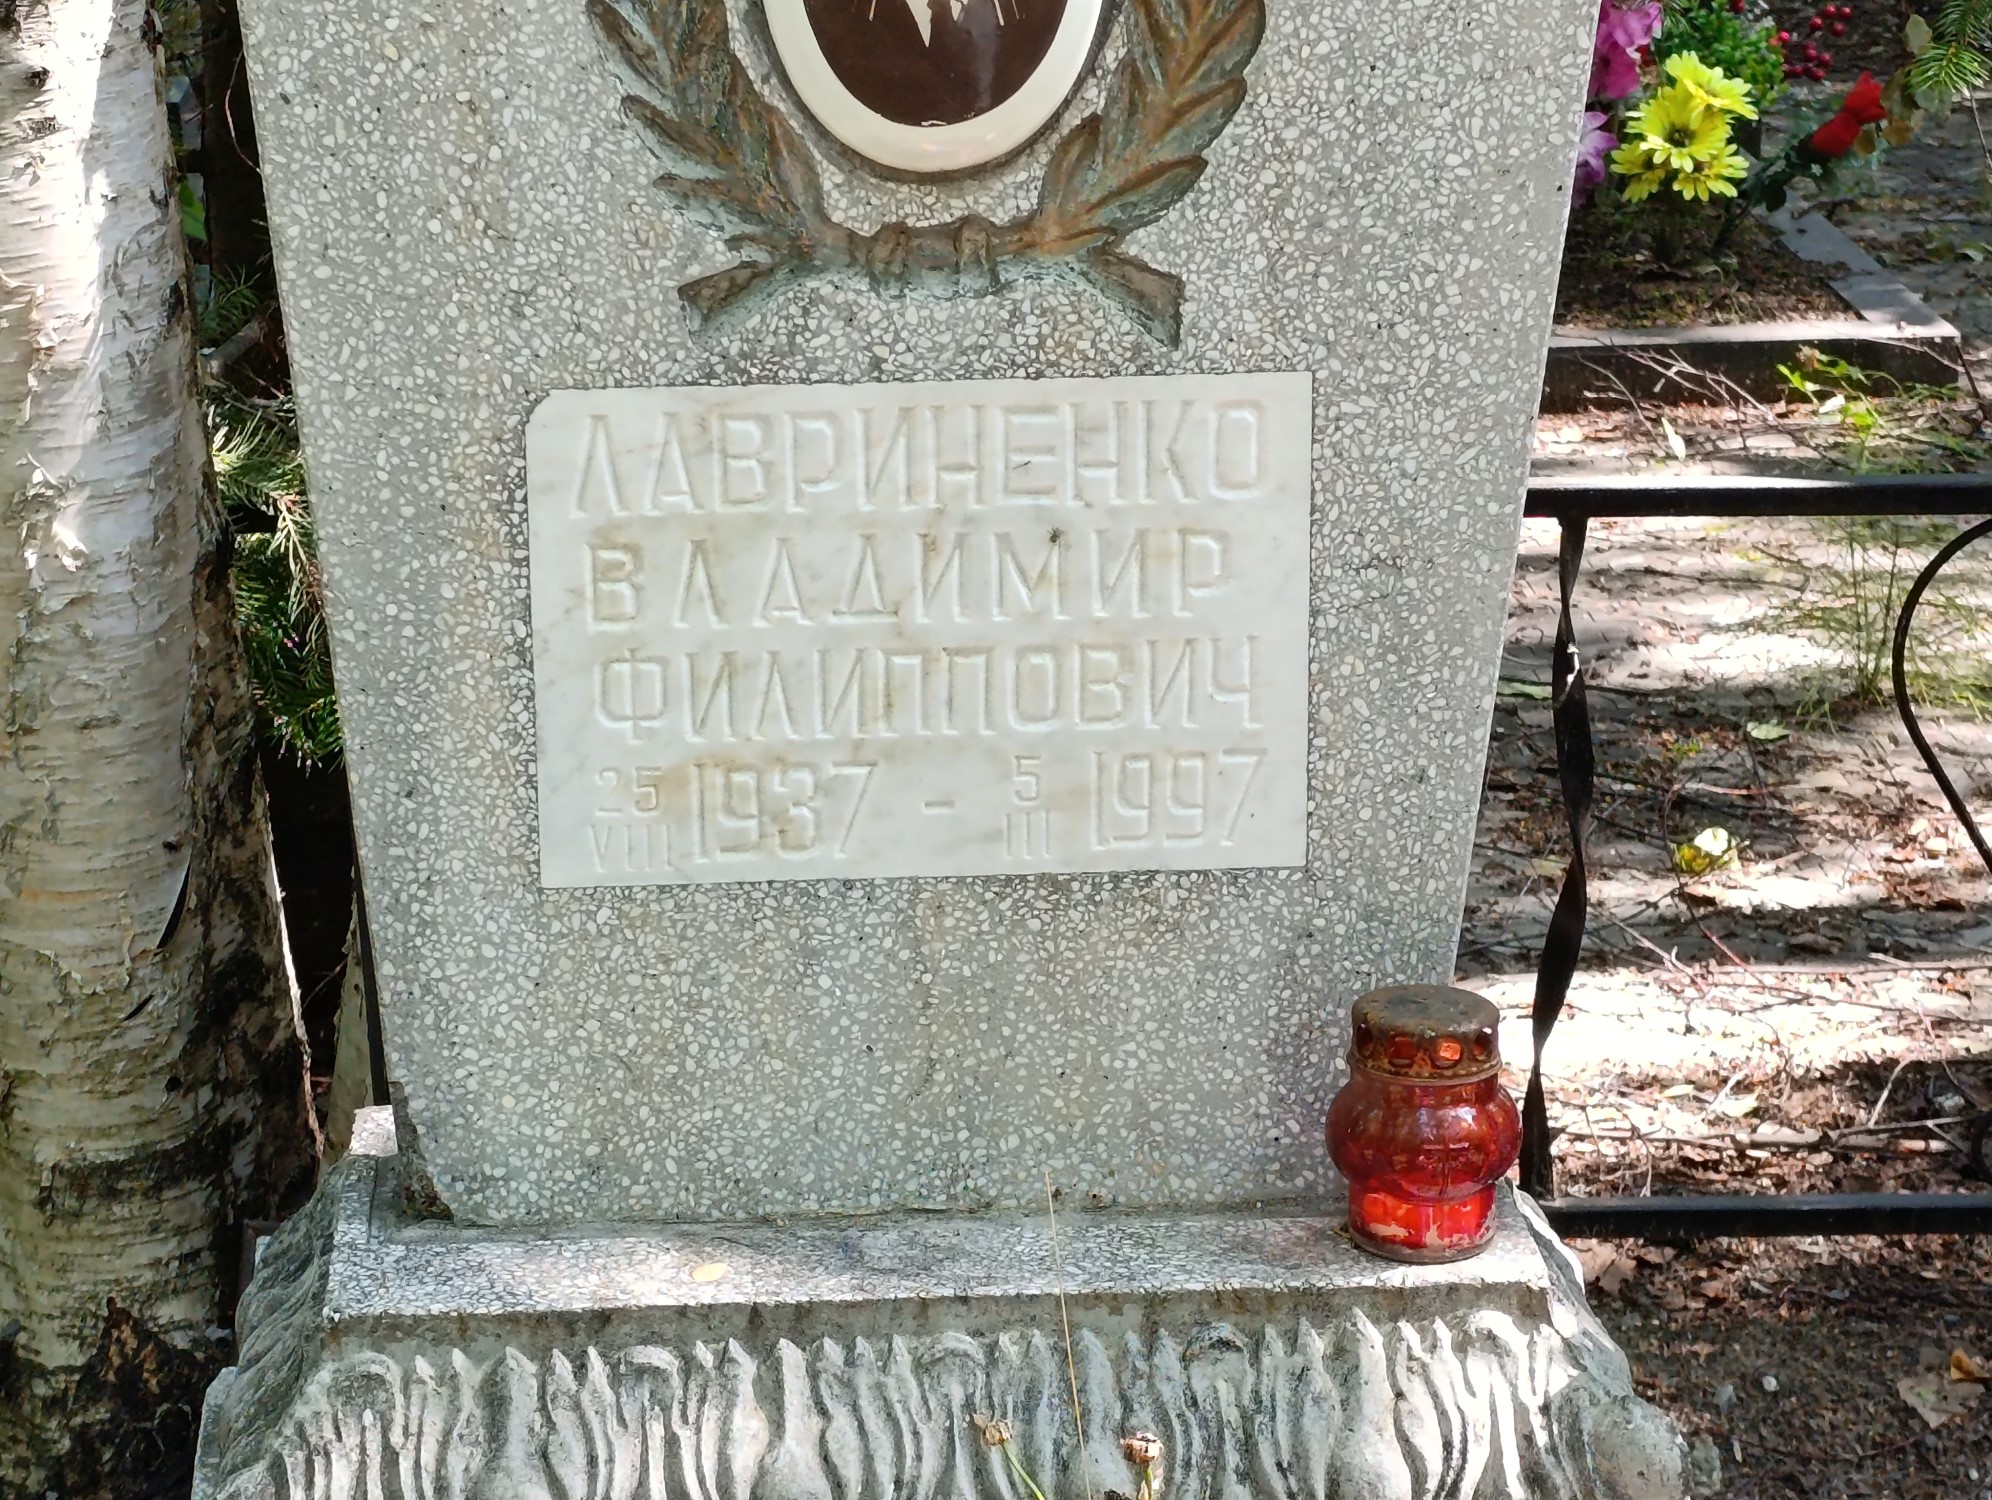 ЛАВРИНЕНКО
ВЛАДИМИР
ФИЛИППОВИЧ
25 VIII 1937 - 5 III 1997